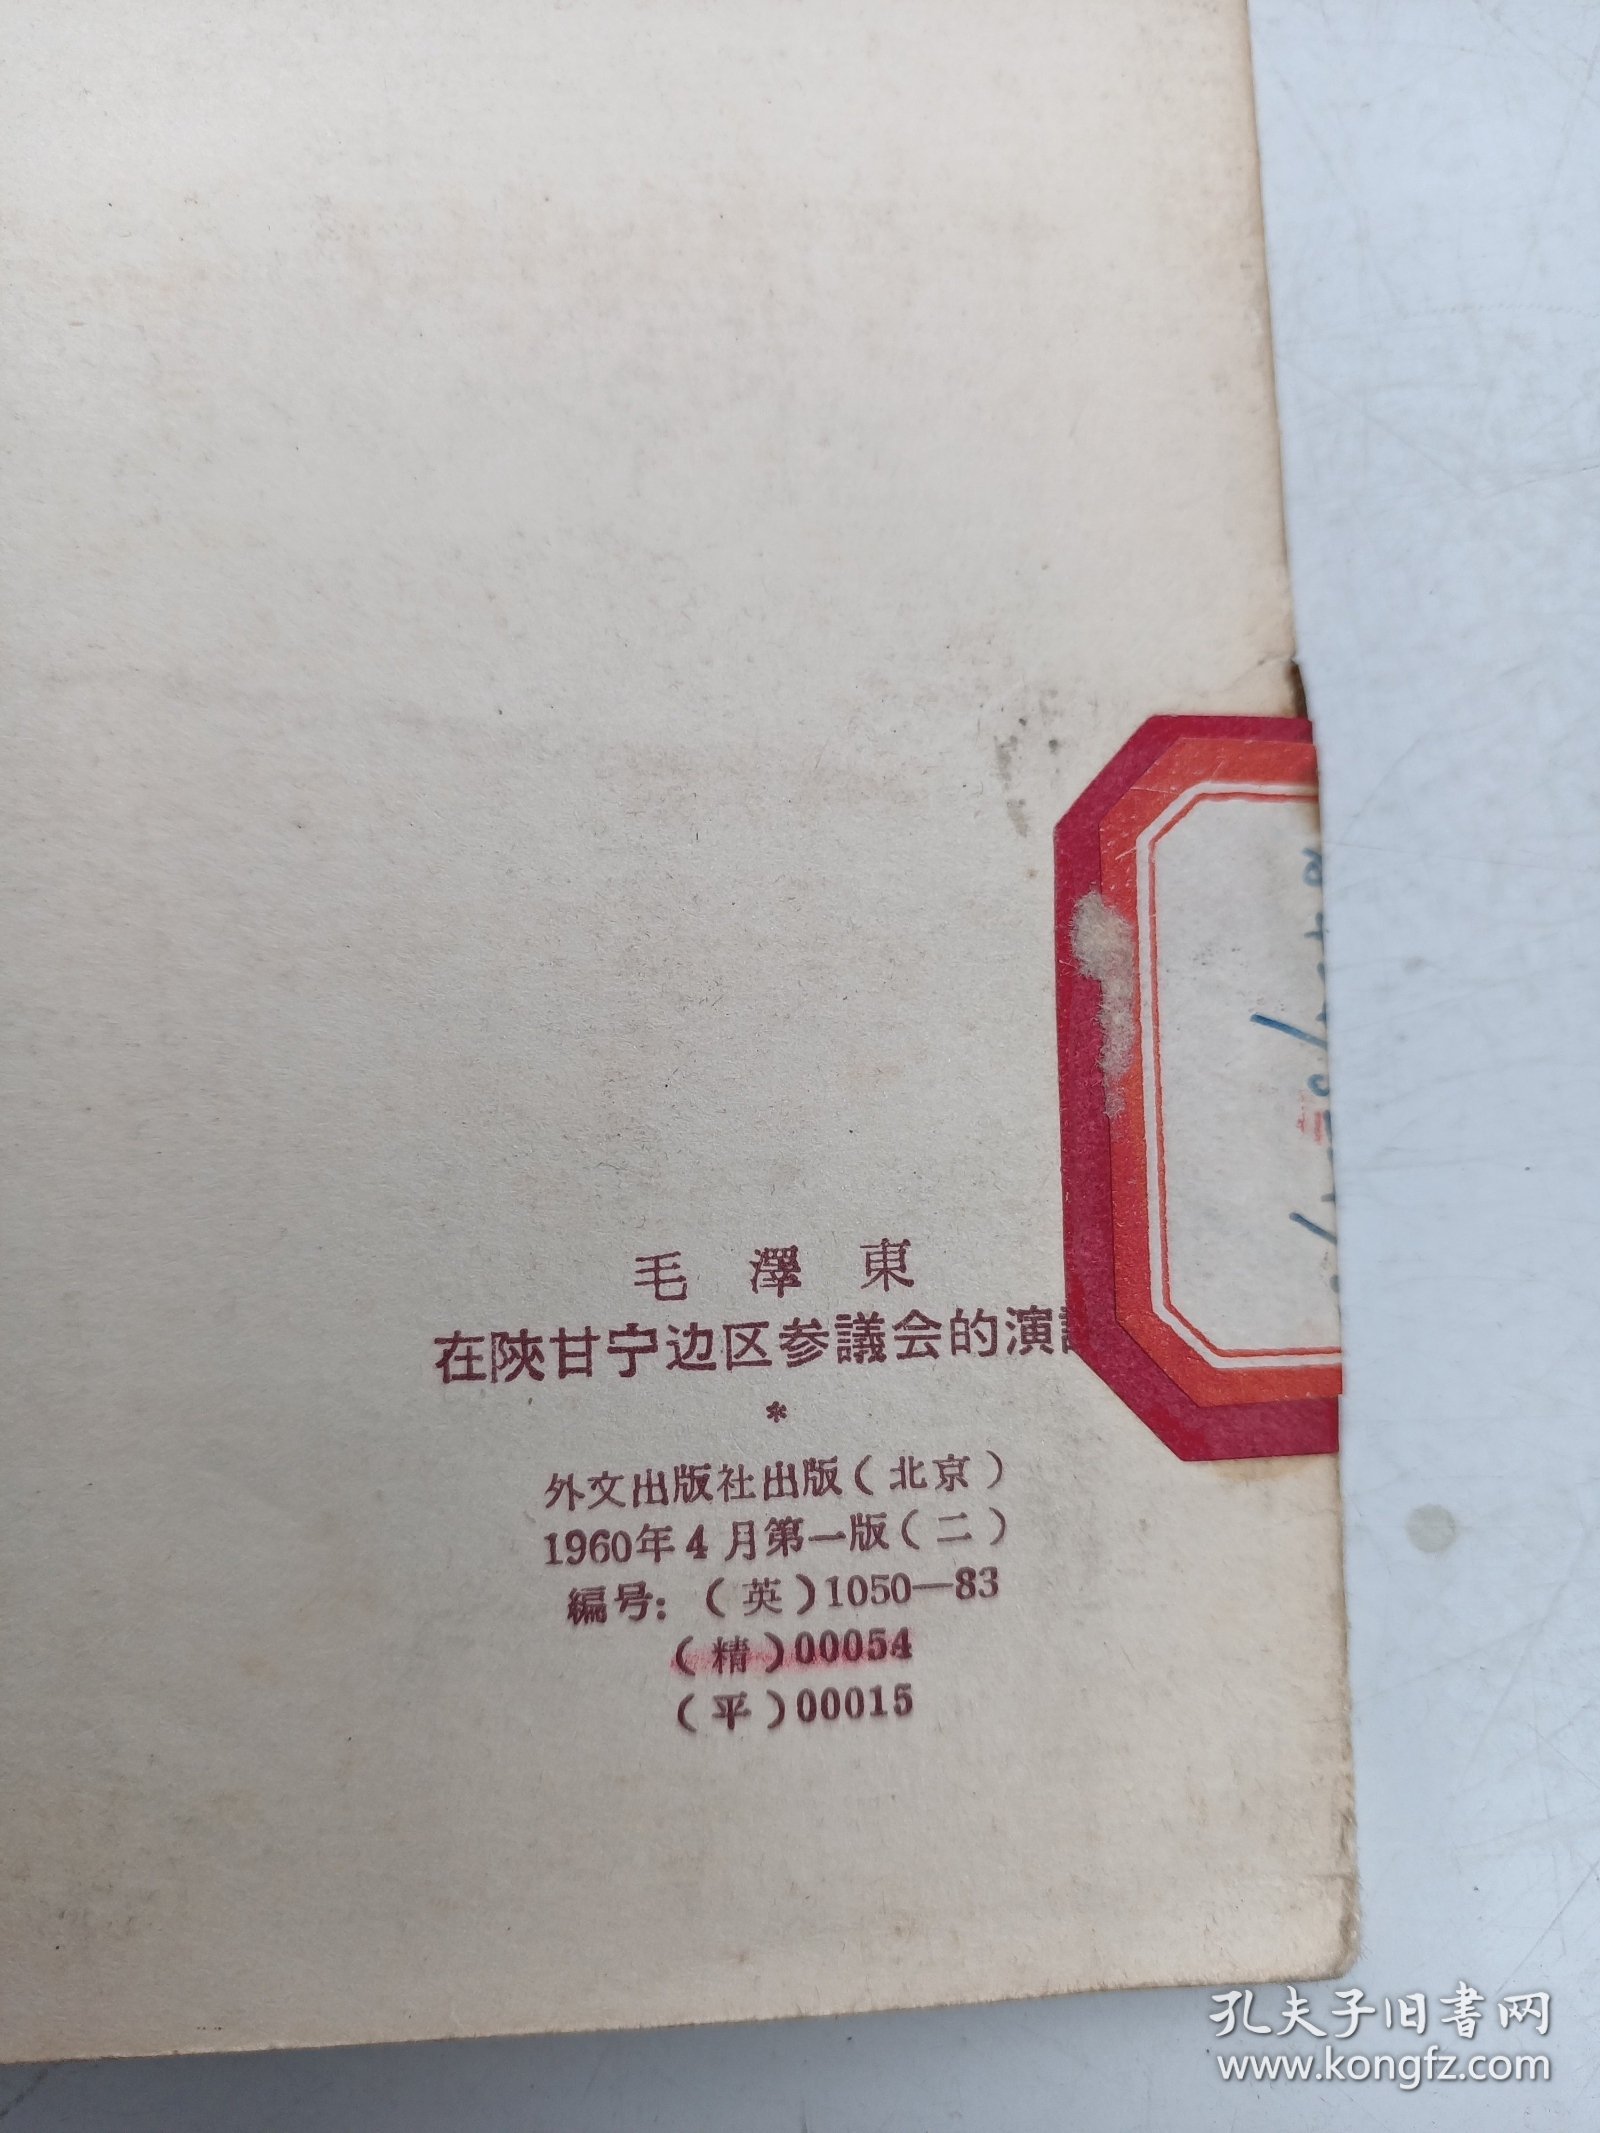 毛澤東
在陝甘宁边区参議会的演
*
外文出版社出版(北京)
1960年4月第一版(二)
編号:(英)1050—83
(精)00054
(平)00015
孔夫子旧書网
www.kongfz.com